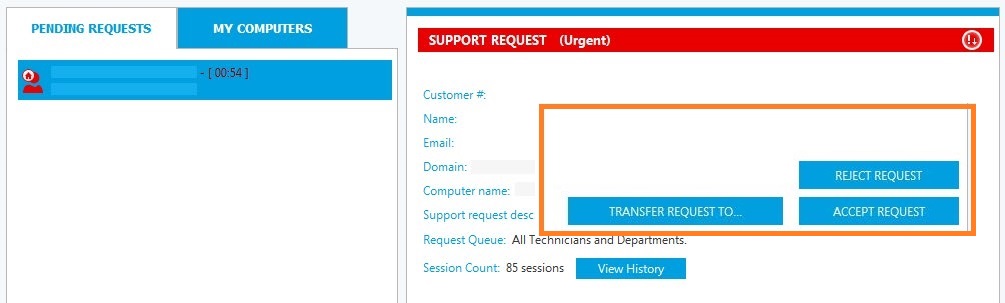 PENDING REQUESTS
MY COMPUTERS
- [ 00:54 ]
SUPPORT REQUEST (Urgent)
Customer #:
Name:
Email:
Domain:
REJECT REQUEST
Computer name:
TRANSFER REQUEST TO...
ACCEPT REQUEST
Support request desc
Request Queue: All Technicians and Departments.
Session Count: 85 sessions View History